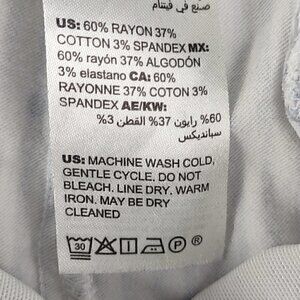 صنع في فيتنام
US: 60% RAYON 37%
COTTON 3% SPANDEX MX:
60% rayón 37% ALGODÓN
3% elastano CA: 60%
RAYONNE 37% COTON 3%
SPANDEX AE/KW:
60% رايون 37% القطن 3%
سبانديكس
US: MACHINE WASH COLD,
GENTLE CYCLE. DO NOT
BLEACH. LINE DRY. WARM
IRON. MAY BE DRY
CLEANED
30 P ®